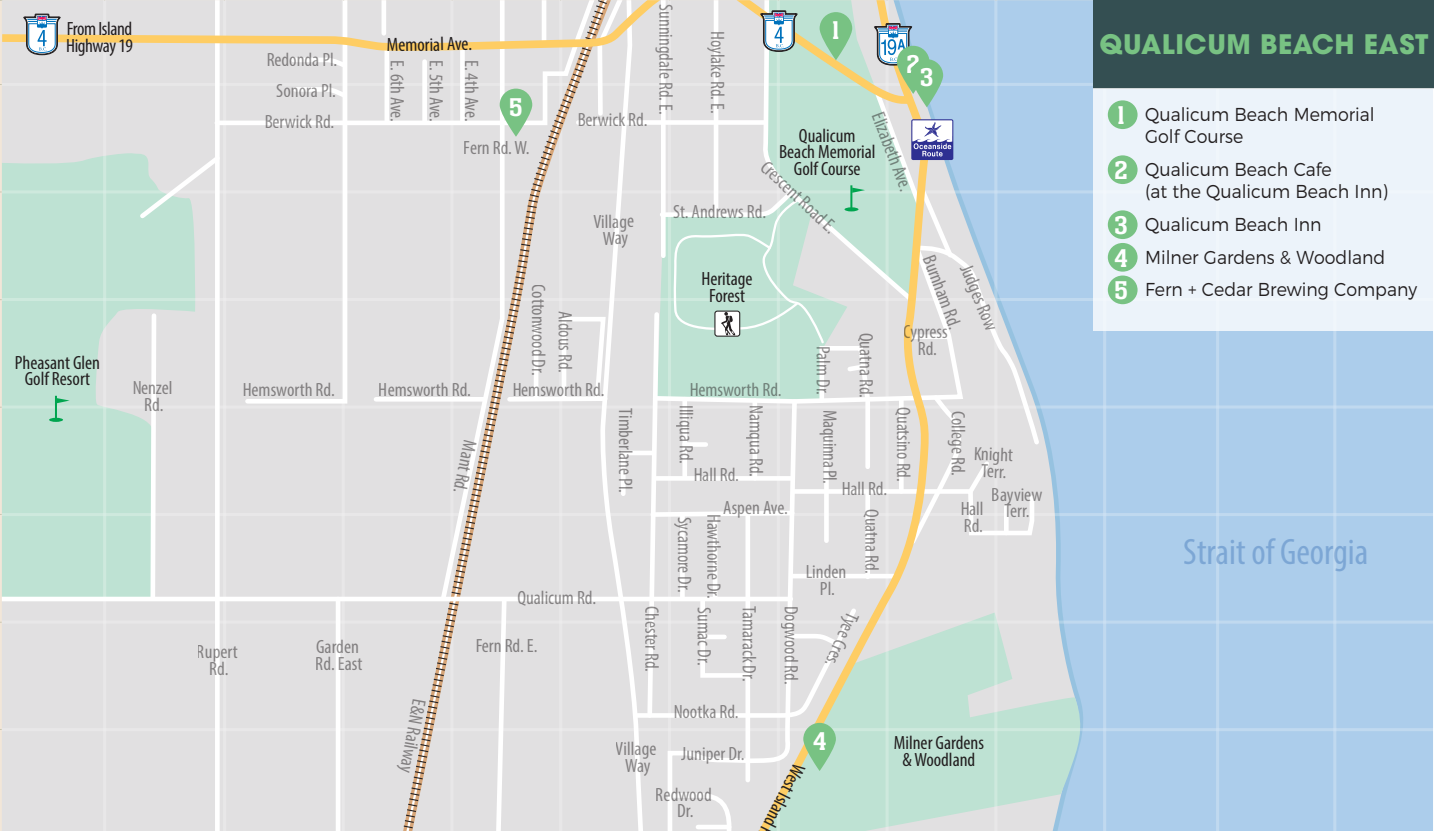 4
B.C.
From Island
Highway 19
Memorial Ave.
Redonda Pl.
Sonora Pl.
Berwick Rd.
E. 6th Ave.
E. 5th Ave.
E. 4th Ave.
5
Fern Rd. W.
Berwick Rd.
Sunningdale Rd. E.
Hoylake Rd. E.
4
B.C.
1
19A
2
3
Oceanside
Route
Elizabeth Ave.
Qualicum
Beach Memorial
Golf Course
Crescent Road E.
Village
Way
St. Andrews Rd.
Heritage
Forest
Burnham Rd.
Judges Row
Cottonwood Dr.
Aldous Rd.
Cypress
Rd.
Palm Dr.
Quatna Rd.
Pheasant Glen
Golf Resort
Nenzel
Rd.
Hemsworth Rd.
Hemsworth Rd.
Hemsworth Rd.
Hemsworth Rd.
Mant Rd.
Timberlane Pl.
Illiqua Rd.
Namqua Rd.
Maquinna Pl.
Quatsino Rd.
College Rd.
Knight
Terr.
Hall Rd.
Hall Rd.
Bayview
Terr.
Hall
Rd.
Aspen Ave.
Sycamore Dr.
Hawthorne Dr.
Quatna Rd.
Linden
Pl.
Strait of Georgia
Qualicum Rd.
Rupert
Rd.
Garden
Rd. East
Fern Rd. E.
Chester Rd.
Sumac Dr.
Tamarack Dr.
Dogwood Rd.
Tyee Cres.
E&N Railway
Nootka Rd.
Village
Way
Juniper Dr.
Redwood
Dr.
4
West Island
Milner Gardens
& Woodland
QUALICUM BEACH EAST
1 Qualicum Beach Memorial
Golf Course
2 Qualicum Beach Cafe
(at the Qualicum Beach Inn)
3 Qualicum Beach Inn
4 Milner Gardens & Woodland
5 Fern + Cedar Brewing Company